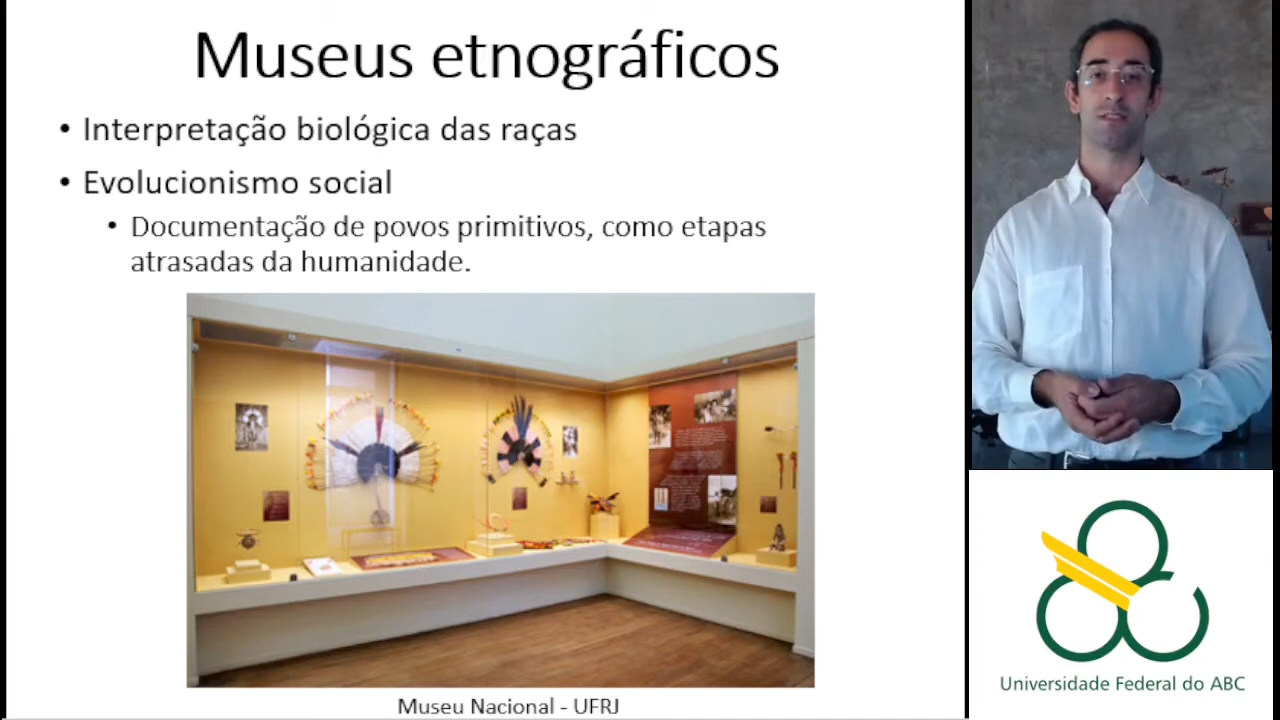 Museus etnográficos
• Interpretação biológica das raças
• Evolucionismo social
• Documentação de povos primitivos, como etapas
atrasadas da humanidade.
Museu Nacional - UFRJ
Universidade Federal do ABC